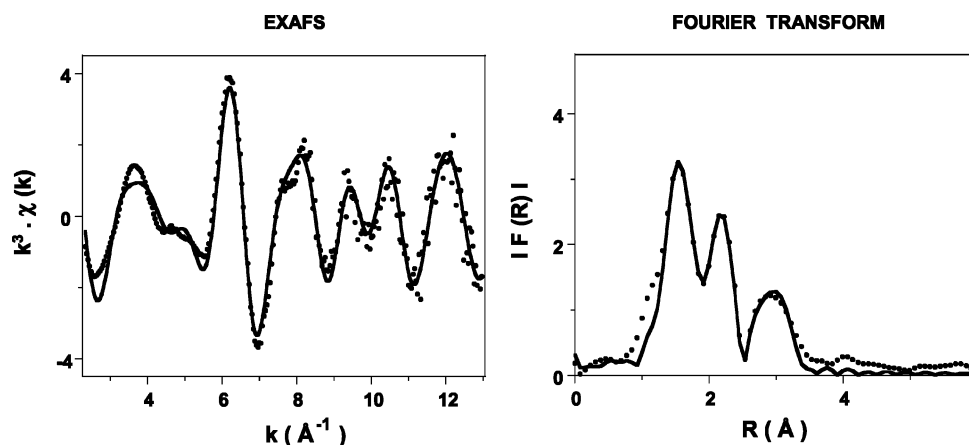 EXAFS
FOURIER TRANSFORM
4
0
-4
k³ · χ (k)
4 6 8 10 12
k ( Å⁻¹ )
4
2
0
I F (R) I
0 2 4
R ( Å )